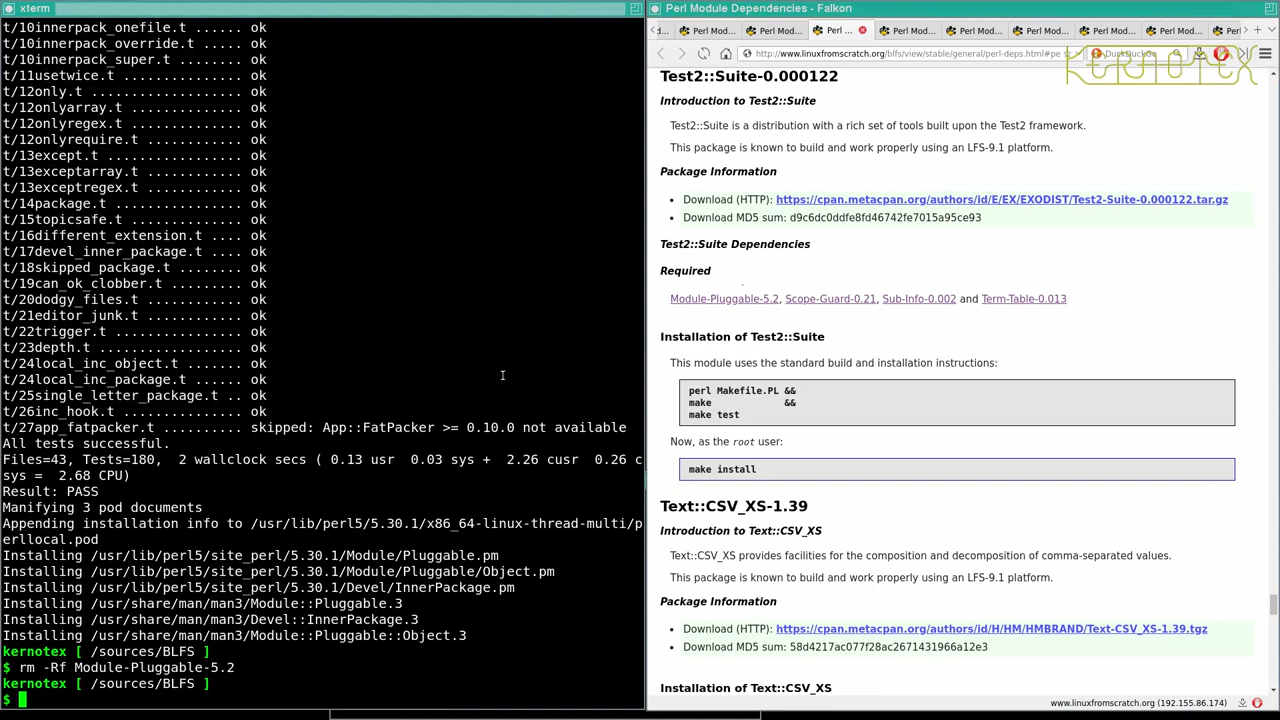 xterm
t/10innerpack_onefile.t ...... ok
t/10innerpack_override.t ..... ok
t/10innerpack_super.t ........ ok
t/11usetwice.t ............... ok
t/12only.t ................... ok
t/12onlyarray.t .............. ok
t/12onlyregex.t .............. ok
t/12onlyrequire.t ............ ok
t/13except.t ................. ok
t/13exceptarray.t ............ ok
t/13exceptregex.t ............ ok
t/14package.t ................ ok
t/15topicsafe.t .............. ok
t/16different_extension.t .... ok
t/17devel_inner_package.t .... ok
t/18skipped_package.t ........ ok
t/19can_ok_clobber.t ......... ok
t/20dodgy_files.t ............ ok
t/21editor_junk.t ............ ok
t/22trigger.t ................ ok
t/23depth.t .................. ok
t/24local_inc_object.t ....... ok
t/24local_inc_package.t ...... ok
t/25single_letter_package.t .. ok
t/26inc_hook.t ............... ok
t/27app_fatpacker.t .......... skipped: App::FatPacker >= 0.10.0 not available
All tests successful.
Files=43, Tests=180,  2 wallclock secs ( 0.13 usr  0.03 sys +  2.26 cusr  0.26 c
sys =  2.68 CPU)
Result: PASS
Manifying 3 pod documents
Appending installation info to /usr/lib/perl5/5.30.1/x86_64-linux-thread-multi/p
erllocal.pod
Installing /usr/lib/perl5/site_perl/5.30.1/Module/Pluggable.pm
Installing /usr/lib/perl5/site_perl/5.30.1/Module/Pluggable/Object.pm
Installing /usr/lib/perl5/site_perl/5.30.1/Devel/InnerPackage.pm
Installing /usr/share/man/man3/Module::Pluggable.3
Installing /usr/share/man/man3/Devel::InnerPackage.3
Installing /usr/share/man/man3/Module::Pluggable::Object.3
kernotex [ /sources/BLFS ]
$ rm -Rf Module-Pluggable-5.2
kernotex [ /sources/BLFS ]
$
Perl Module Dependencies - Falkon
d... Perl Mod... Perl Mod... Perl ... Perl Mod... Perl Mod... Perl Mod... Perl Mod... Perl Mod... Perl
http://www.linuxfromscratch.org/blfs/view/stable/general/perl-deps.html#pe DuckDuckGo
KERNOTEX
Test2::Suite-0.000122
Introduction to Test2::Suite
Test2::Suite is a distribution with a rich set of tools built upon the Test2 framework.
This package is known to build and work properly using an LFS-9.1 platform.
Package Information
• Download (HTTP): https://cpan.metacpan.org/authors/id/E/EX/EXODIST/Test2-Suite-0.000122.tar.gz
• Download MD5 sum: d9c6dc0ddfe8fd46742fe7015a95ce93
Test2::Suite Dependencies
Required
Module-Pluggable-5.2, Scope-Guard-0.21, Sub-Info-0.002 and Term-Table-0.013
Installation of Test2::Suite
This module uses the standard build and installation instructions:
perl Makefile.PL &&
make             &&
make test
Now, as the root user:
make install
Text::CSV_XS-1.39
Introduction to Text::CSV_XS
Text::CSV_XS provides facilities for the composition and decomposition of comma-separated values.
This package is known to build and work properly using an LFS-9.1 platform.
Package Information
• Download (HTTP): https://cpan.metacpan.org/authors/id/H/HM/HMBRAND/Text-CSV_XS-1.39.tgz
• Download MD5 sum: 58d4217ac077f28ac2671431966a12e3
Installation of Text::CSV_XS
www.linuxfromscratch.org (192.155.86.174)